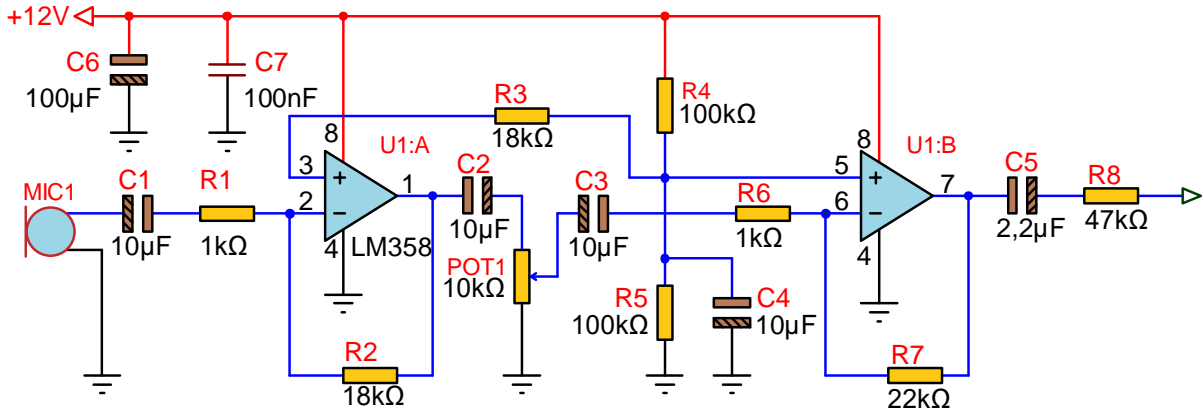 +12V
C6
100µF
C7
100nF
R3
18kΩ
R4
100kΩ
8
U1:A
3
+
2
−
1
4
LM358
MIC1
C1
10µF
R1
1kΩ
C2
10µF
POT1
10kΩ
C3
10µF
R6
1kΩ
8
U1:B
5
+
6
−
7
4
C5
2,2µF
R8
47kΩ
R5
100kΩ
C4
10µF
R2
18kΩ
R7
22kΩ